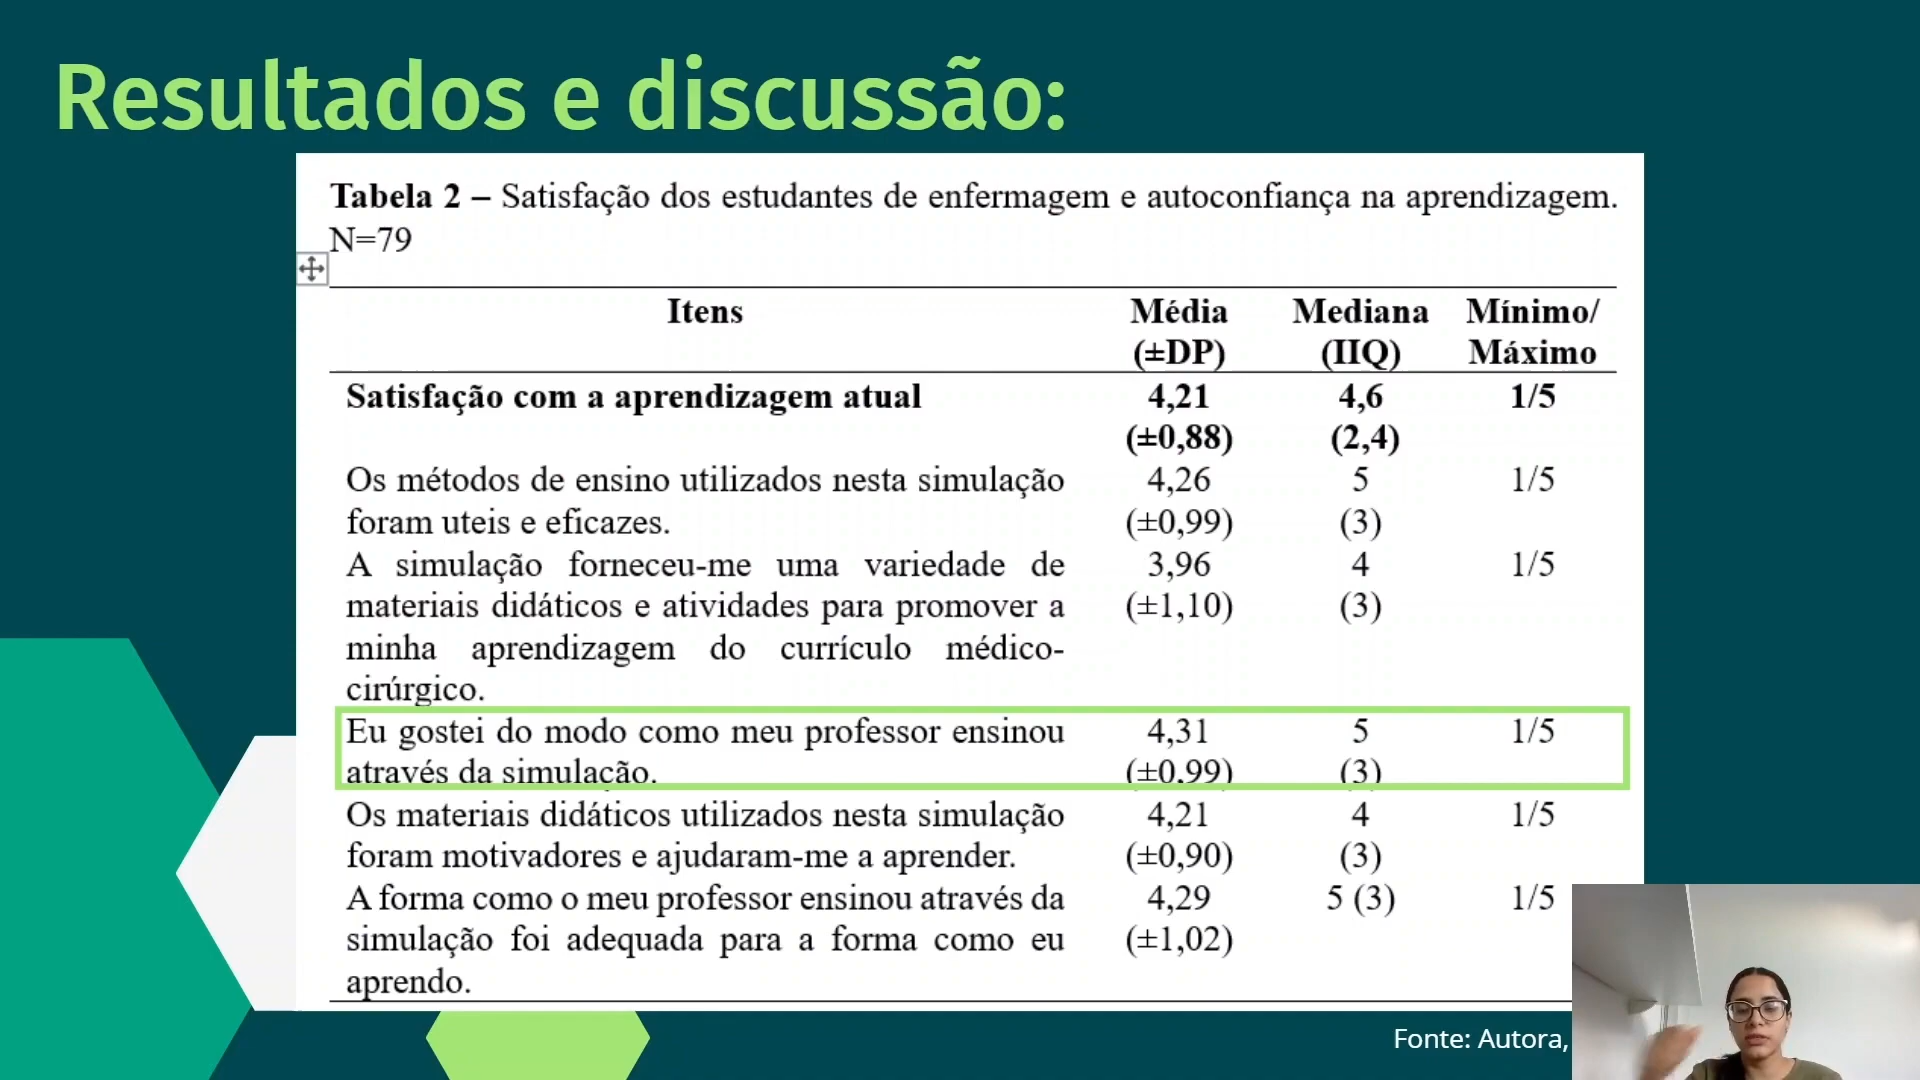 Resultados e discussão:
Tabela 2 – Satisfação dos estudantes de enfermagem e autoconfiança na aprendizagem.
N=79
Itens Média Mediana Mínimo/
(±DP) (IIQ) Máximo
Satisfação com a aprendizagem atual 4,21 4,6 1/5
(±0,88) (2,4)
Os métodos de ensino utilizados nesta simulação 4,26 5 1/5
foram uteis e eficazes. (±0,99) (3)
A simulação forneceu-me uma variedade de 3,96 4 1/5
materiais didáticos e atividades para promover a (±1,10) (3)
minha aprendizagem do currículo médico-
cirúrgico.
Eu gostei do modo como meu professor ensinou 4,31 5 1/5
através da simulação. (±0,99) (3)
Os materiais didáticos utilizados nesta simulação 4,21 4 1/5
foram motivadores e ajudaram-me a aprender. (±0,90) (3)
A forma como o meu professor ensinou através da 4,29 5 (3) 1/5
simulação foi adequada para a forma como eu (±1,02)
aprendo.
Fonte: Autora,